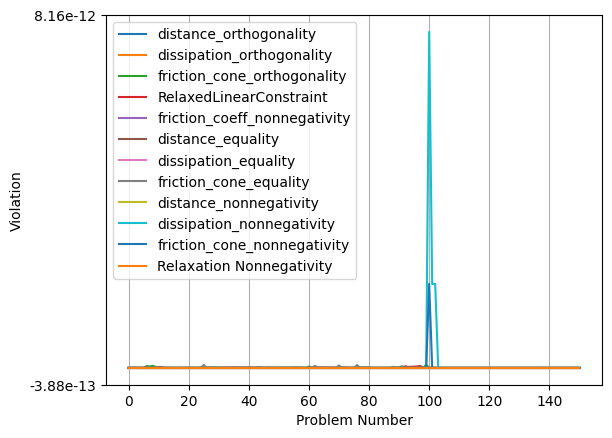 8.16e-12
distance_orthogonality
dissipation_orthogonality
friction_cone_orthogonality
RelaxedLinearConstraint
friction_coeff_nonnegativity
distance_equality
dissipation_equality
friction_cone_equality
distance_nonnegativity
dissipation_nonnegativity
friction_cone_nonnegativity
Relaxation Nonnegativity
Violation
-3.88e-13
0 20 40 60 80 100 120 140
Problem Number